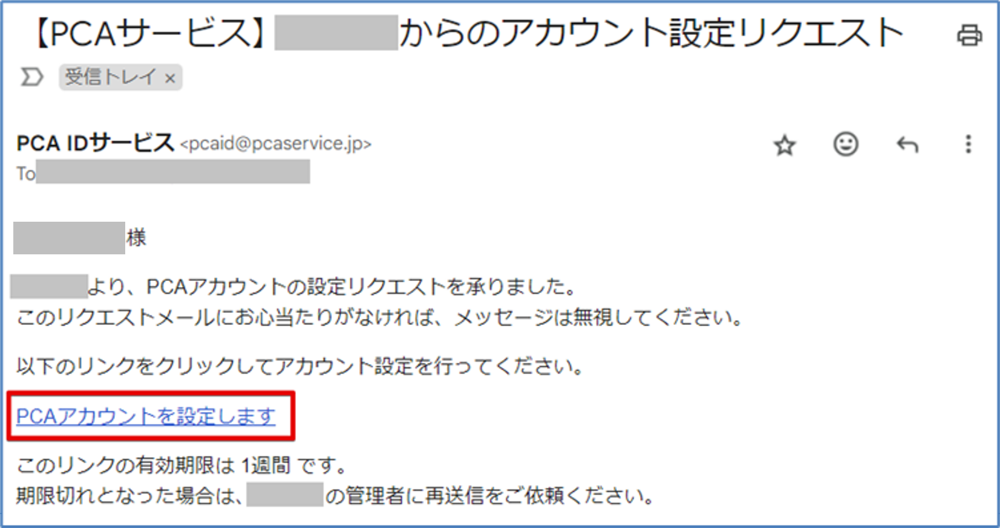 【PCAサービス】からのアカウント設定リクエスト
受信トレイ ×
PCA IDサービス <pcaid@pcaservice.jp>
To
様
より、PCAアカウントの設定リクエストを承りました。
このリクエストメールにお心当たりがなければ、メッセージは無視してください。
以下のリンクをクリックしてアカウント設定を行ってください。
PCAアカウントを設定します
このリンクの有効期限は 1週間 です。
期限切れとなった場合は、の管理者に再送信をご依頼ください。